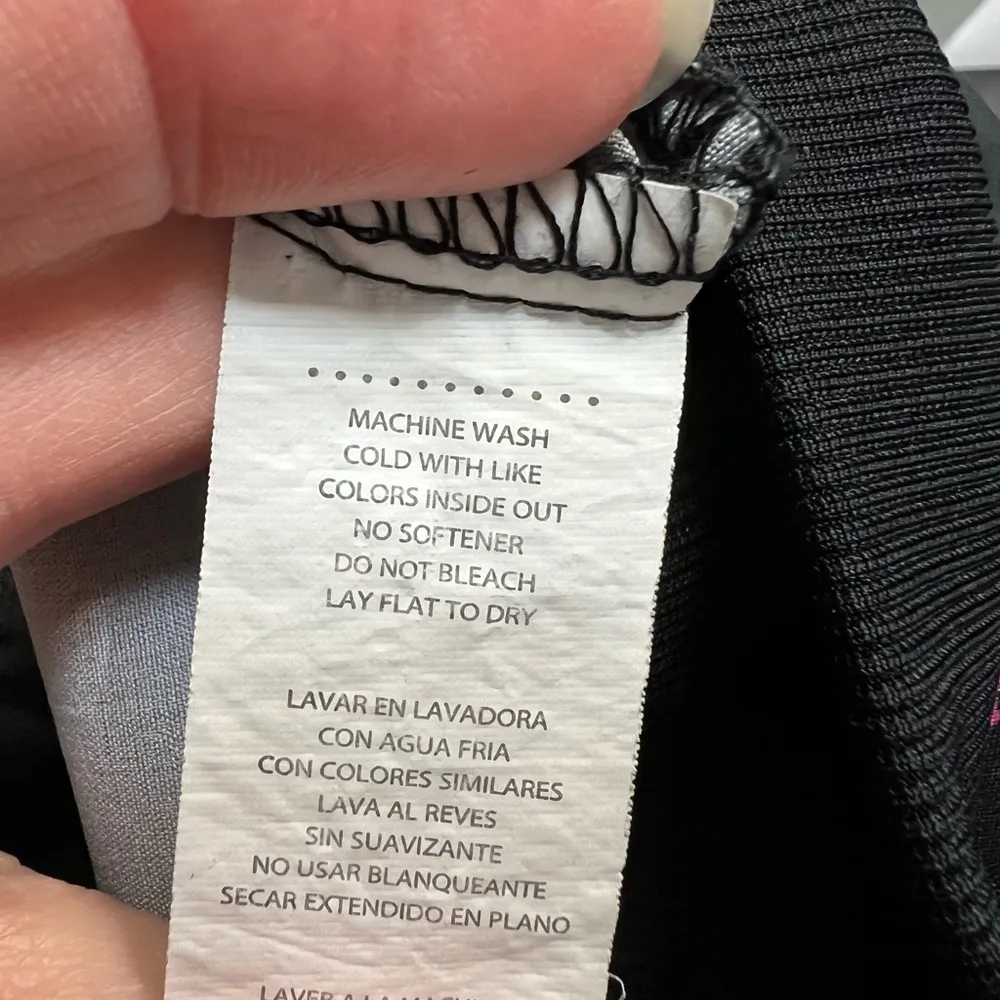 MACHINE WASH
COLD WITH LIKE
COLORS INSIDE OUT
NO SOFTENER
DO NOT BLEACH
LAY FLAT TO DRY
LAVAR EN LAVADORA
CON AGUA FRIA
CON COLORES SIMILARES
LAVA AL REVES
SIN SUAVIZANTE
NO USAR BLANQUEANTE
SECAR EXTENDIDO EN PLANO
LAVER A LA